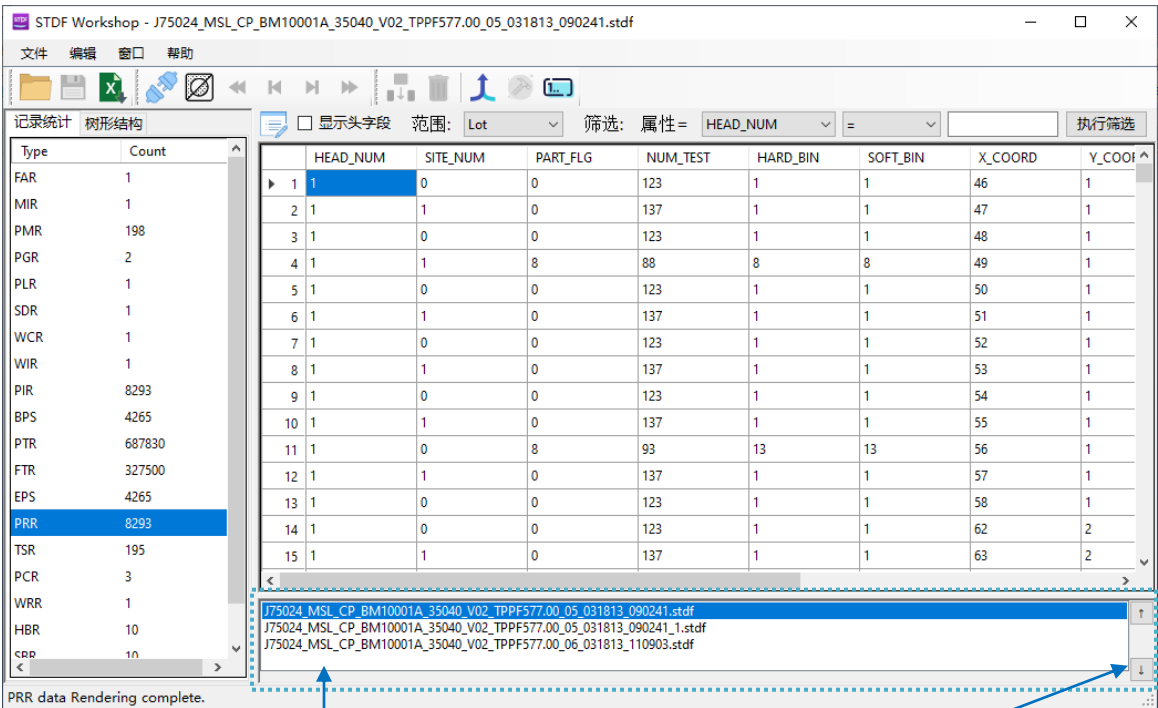 STDF Workshop - J75024_MSL_CP_BM10001A_35040_V02_TPPF577.00_05_031813_090241.stdf
文件 编辑 窗口 帮助
记录统计 树形结构
显示头字段 范围: Lot 筛选: 属性= HEAD_NUM = 执行筛选
Type Count
FAR 1
MIR 1
PMR 198
PGR 2
PLR 1
SDR 1
WCR 1
WIR 1
PIR 8293
BPS 4265
PTR 687830
FTR 327500
EPS 4265
PRR 8293
TSR 195
PCR 3
WRR 1
HBR 10
SBR 10
HEAD_NUM SITE_NUM PART_FLG NUM_TEST HARD_BIN SOFT_BIN X_COORD
1 1 0 0 123 1 1 46 1
2 1 1 0 137 1 1 47 1
3 1 0 0 123 1 1 48 1
4 1 1 8 88 8 8 49 1
5 1 0 0 123 1 1 50 1
6 1 1 0 137 1 1 51 1
7 1 0 0 123 1 1 52 1
8 1 1 0 137 1 1 53 1
9 1 0 0 123 1 1 54 1
10 1 1 0 137 1 1 55 1
11 1 0 8 93 13 13 56 1
12 1 1 0 137 1 1 57 1
13 1 0 0 123 1 1 58 1
14 1 0 0 123 1 1 62 2
15 1 1 0 137 1 1 63 2
J75024_MSL_CP_BM10001A_35040_V02_TPPF577.00_05_031813_090241.stdf
J75024_MSL_CP_BM10001A_35040_V02_TPPF577.00_05_031813_090241_1.stdf
J75024_MSL_CP_BM10001A_35040_V02_TPPF577.00_06_031813_110903.stdf
PRR data Rendering complete.